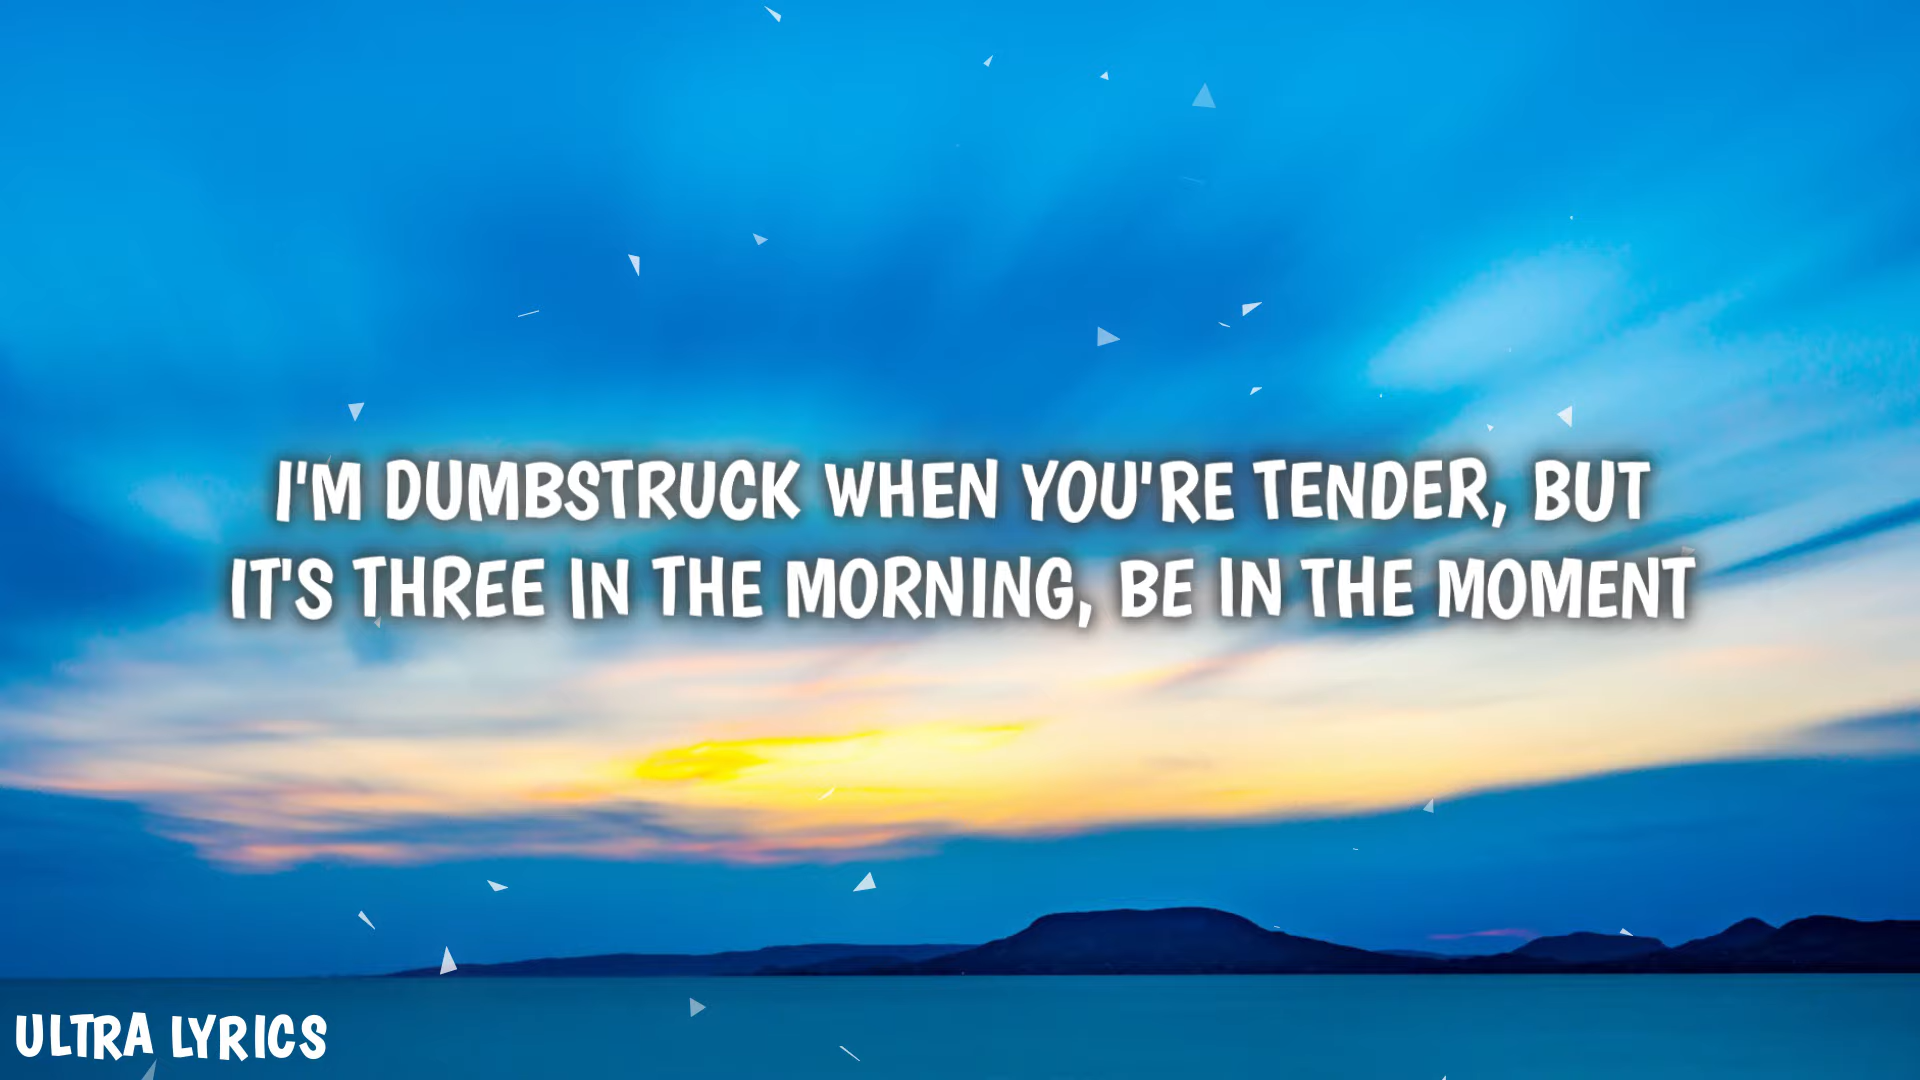 I'M DUMBSTRUCK WHEN YOU'RE TENDER, BUT
IT'S THREE IN THE MORNING, BE IN THE MOMENT
ULTRA LYRICS